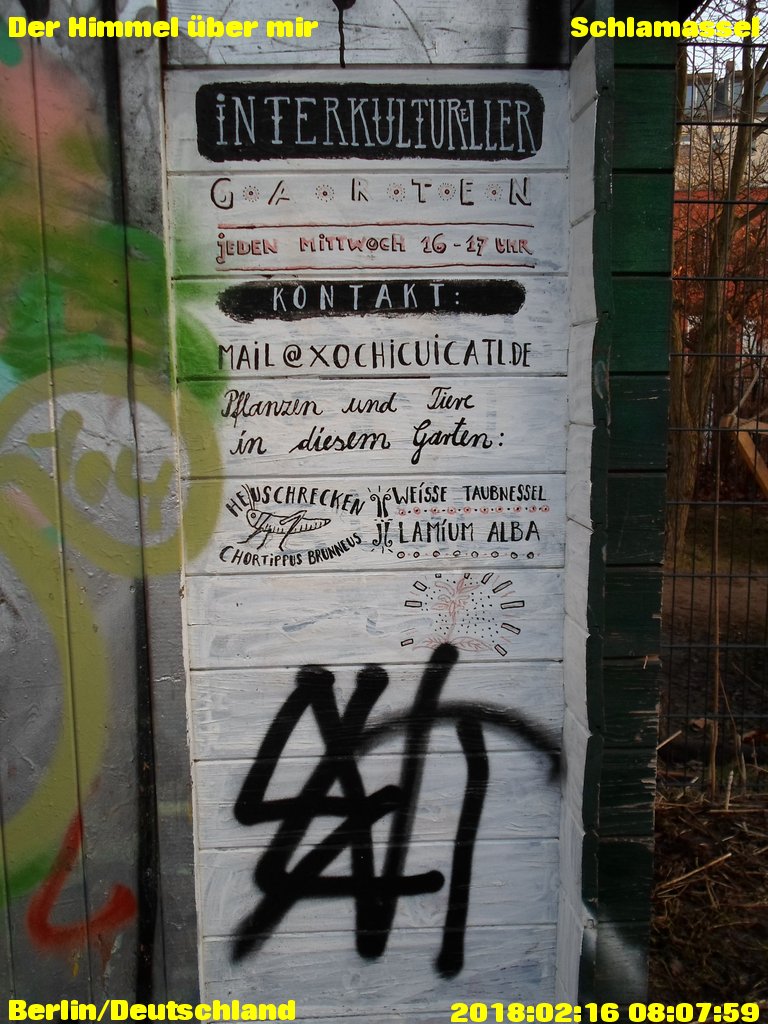 Der Himmel über mir
Schlamassel
INTERKULTUReLLER
GARTEN
JEDEN MITTWOCH 16-17 UHR
KONTAKT:
MAIL@XOCHICUICATL.DE
Pflanzen und Tiere
in diesem Garten:
HEUSCHRECKEN
CHORTIPPUS BRUNNEUS
WEISSE TAUBNESSEL
LAMIUM ALBA
Berlin/Deutschland
2018:02:16 08:07:59